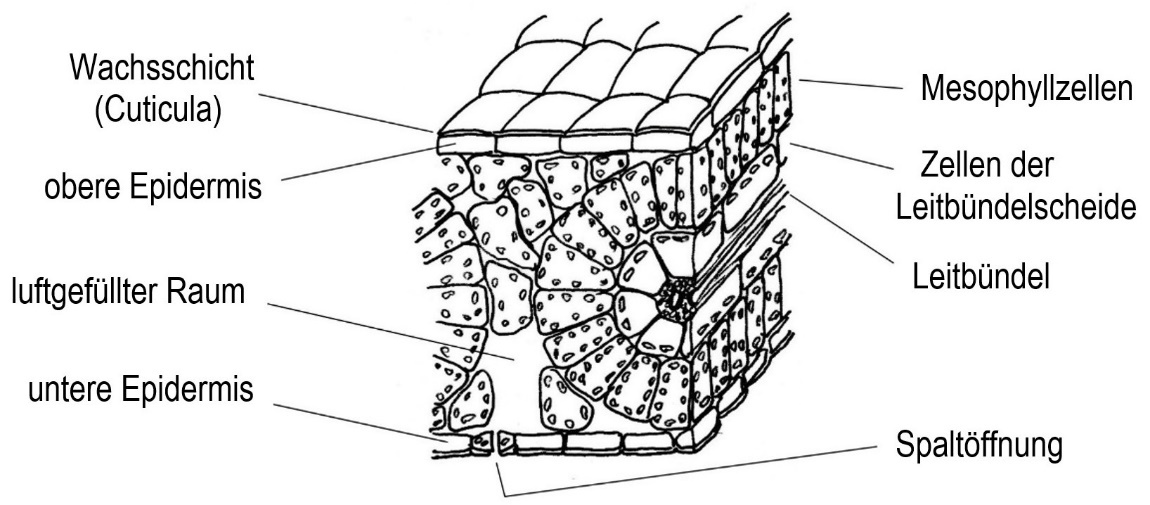 Wachsschicht
(Cuticula)
obere Epidermis
luftgefüllter Raum
untere Epidermis
Mesophyllzellen
Zellen der
Leitbündelscheide
Leitbündel
Spaltöffnung